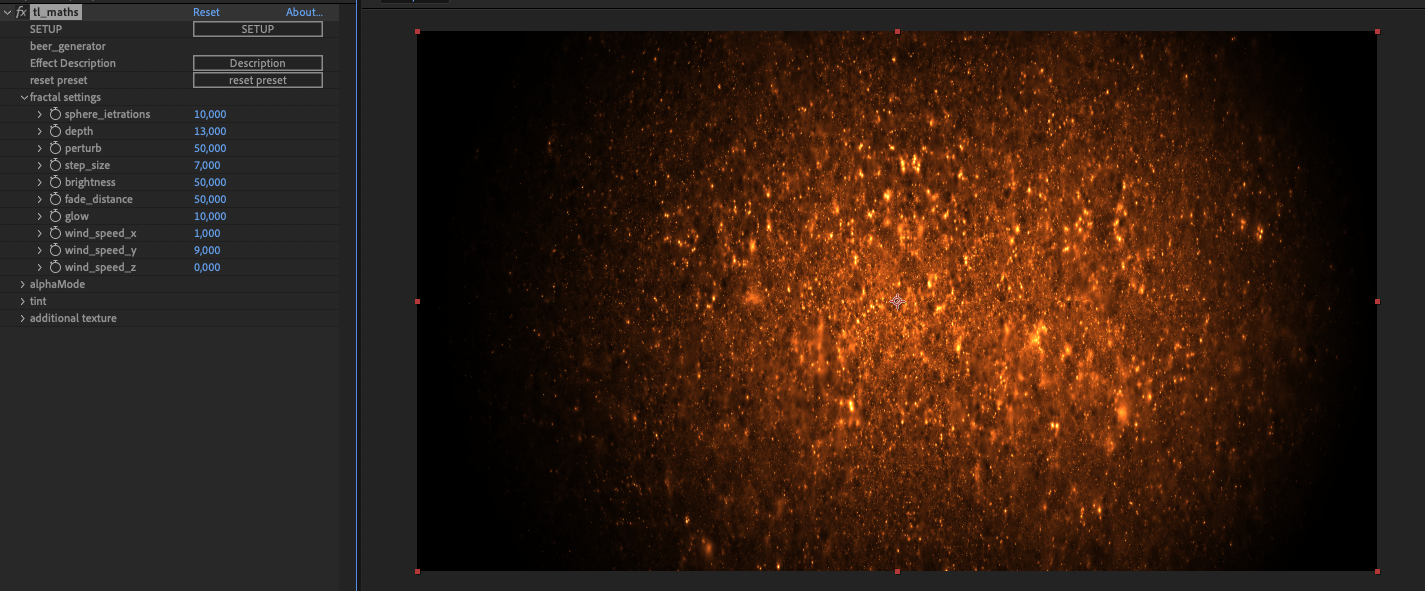 fx tl_maths Reset About...
SETUP SETUP
beer_generator
Effect Description Description
reset preset reset preset
fractal settings
sphere_ietrations 10,000
depth 13,000
perturb 50,000
step_size 7,000
brightness 50,000
fade_distance 50,000
glow 10,000
wind_speed_x 1,000
wind_speed_y 9,000
wind_speed_z 0,000
alphaMode
tint
additional texture